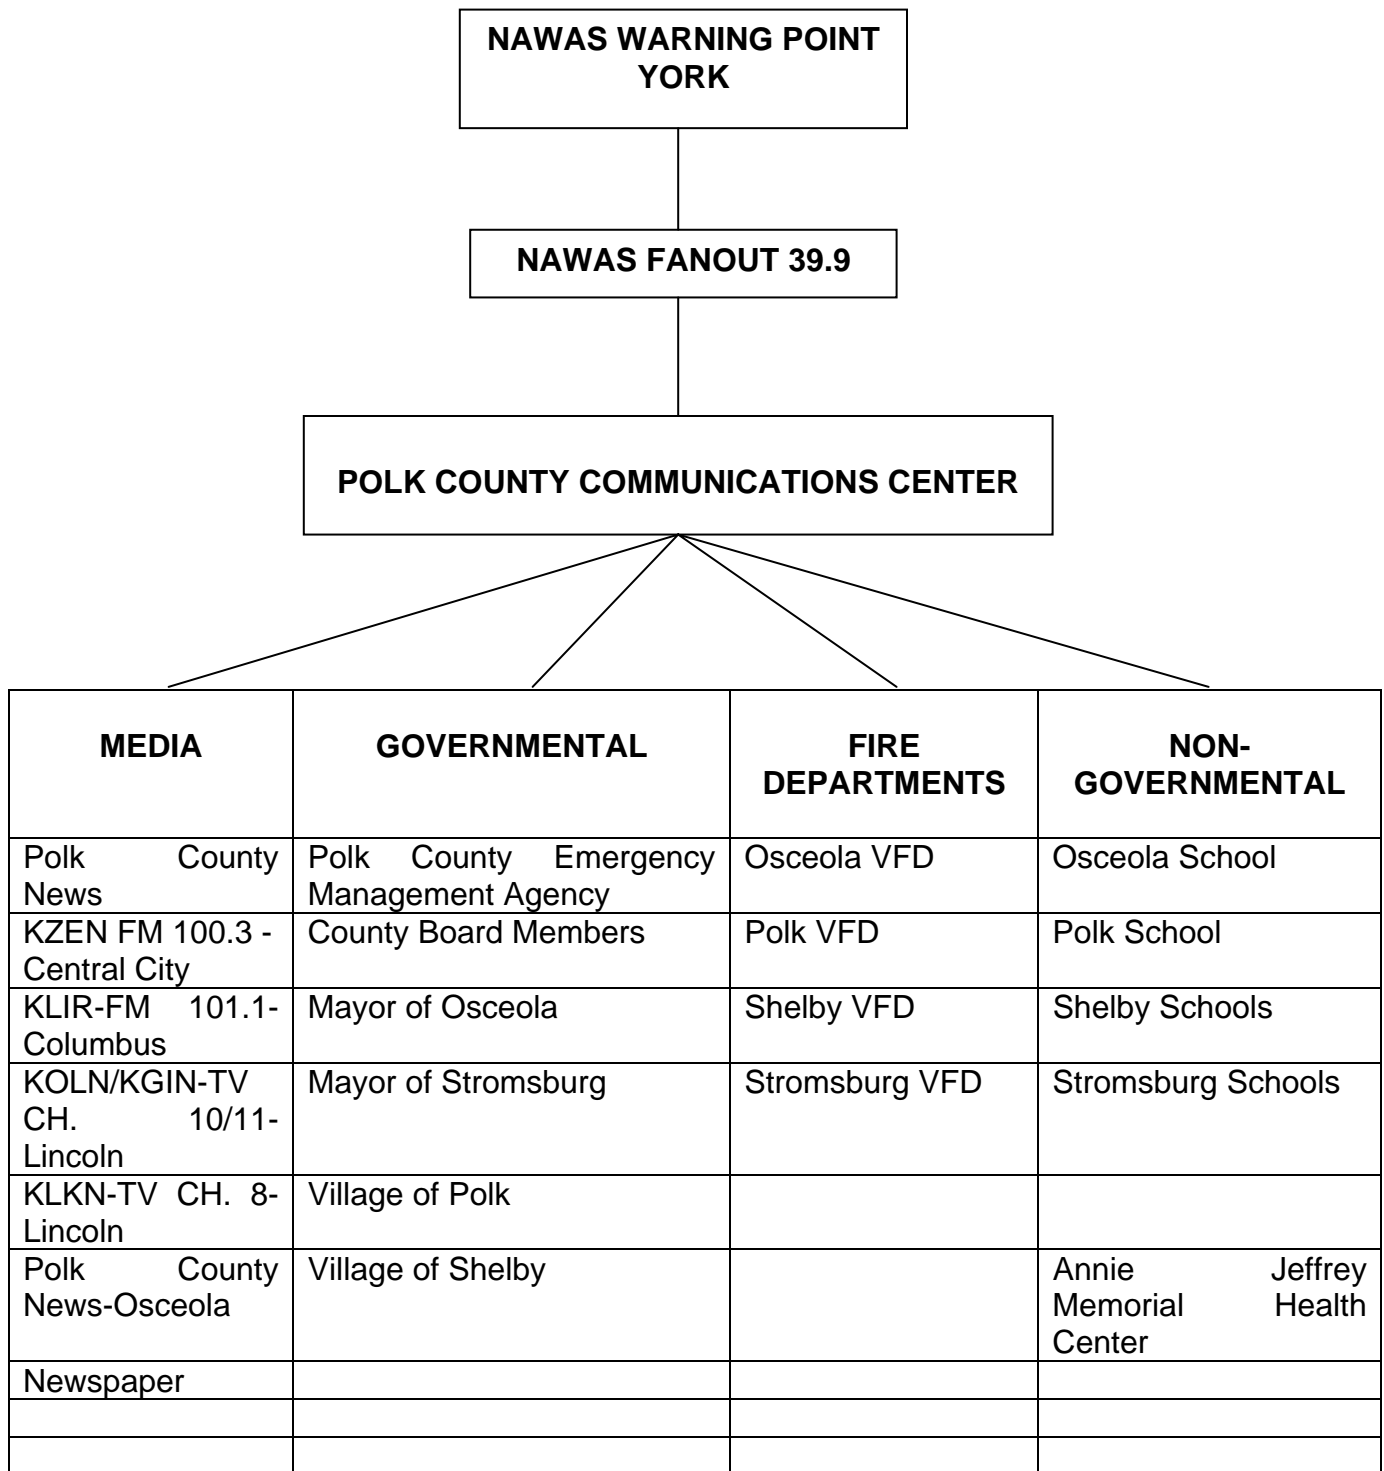 NAWAS WARNING POINT
YORK
NAWAS FANOUT 39.9
POLK COUNTY COMMUNICATIONS CENTER
MEDIA
GOVERNMENTAL
FIRE
DEPARTMENTS
NON-
GOVERNMENTAL
Polk County
News
Polk County Emergency
Management Agency
Osceola VFD
Osceola School
KZEN FM 100.3 -
Central City
County Board Members
Polk VFD
Polk School
KLIR-FM 101.1-
Columbus
Mayor of Osceola
Shelby VFD
Shelby Schools
KOLN/KGIN-TV
CH. 10/11-
Lincoln
Mayor of Stromsburg
Stromsburg VFD
Stromsburg Schools
KLKN-TV CH. 8-
Lincoln
Village of Polk
Polk County
News-Osceola
Village of Shelby
Annie Jeffrey
Memorial Health
Center
Newspaper